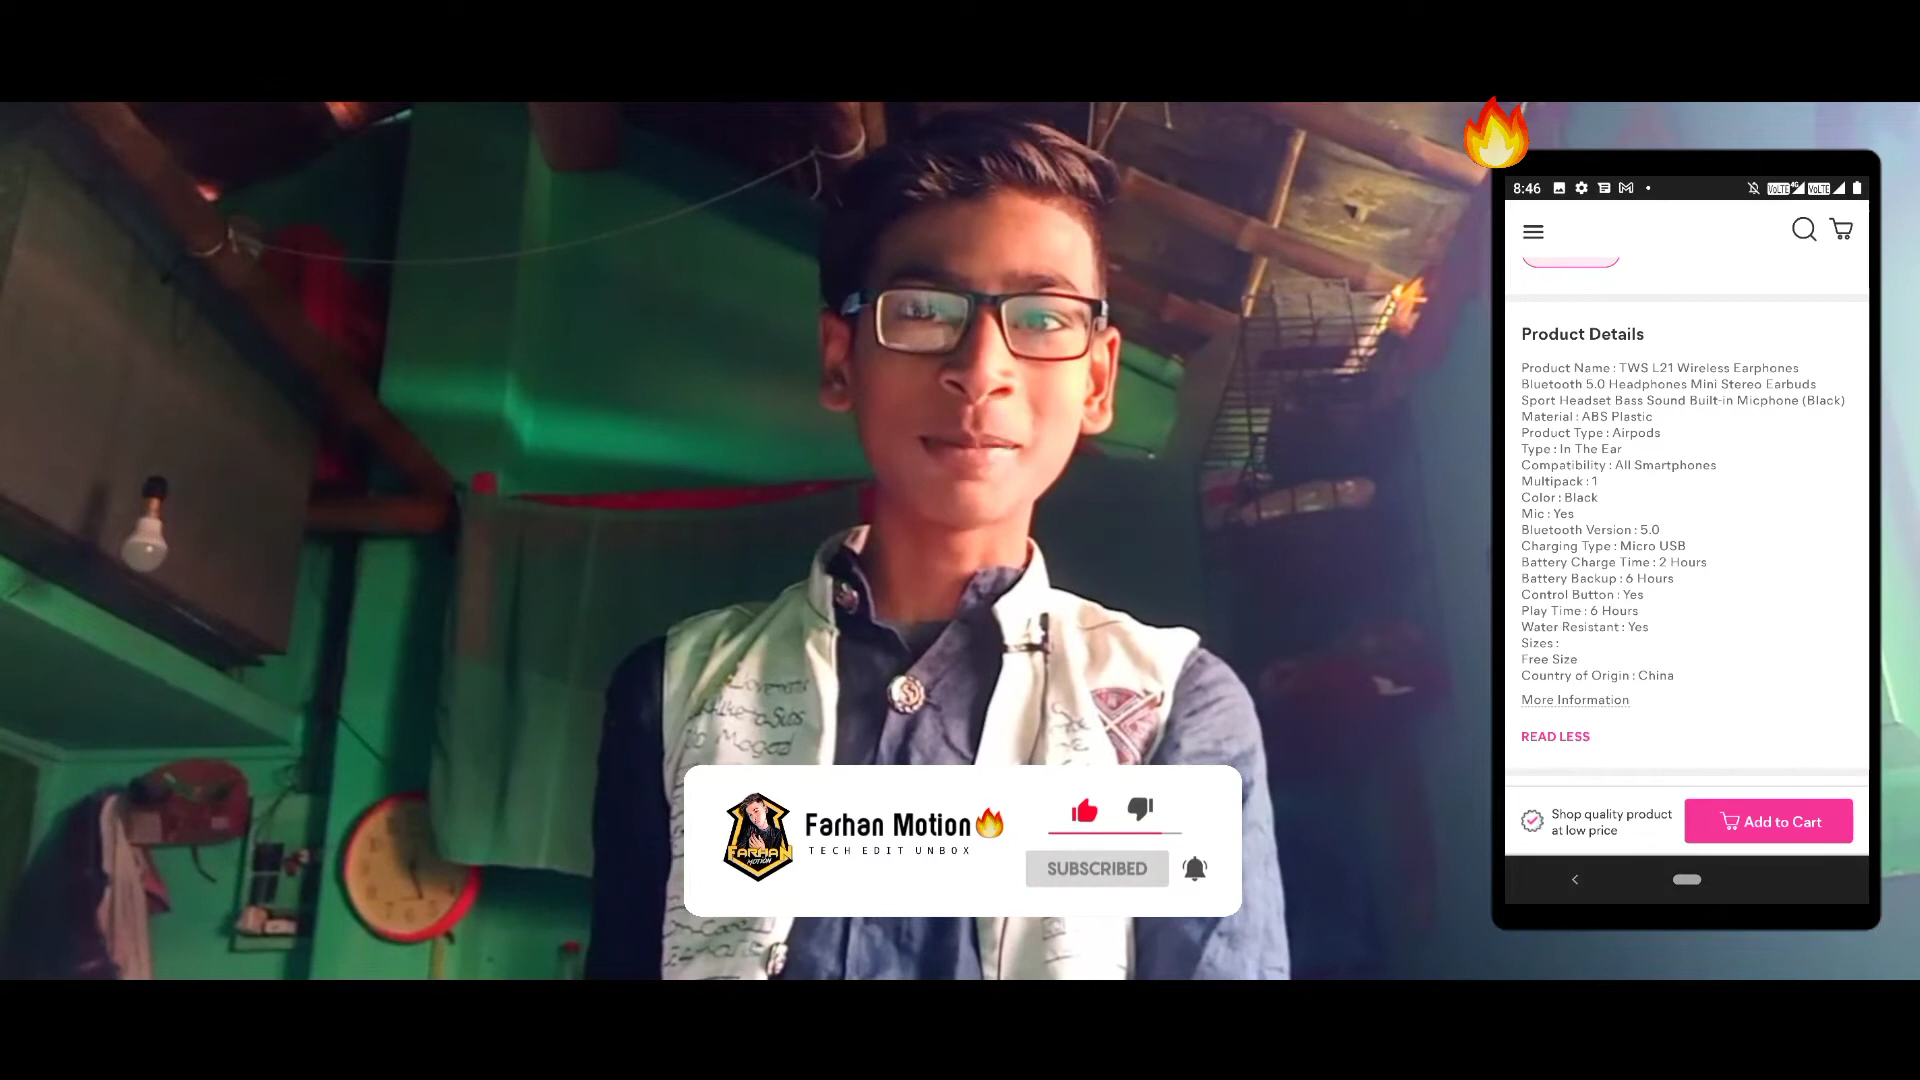 8:46
VoLTE 4G VoLTE
Product Details
Product Name : TWS L21 Wireless Earphones
Bluetooth 5.0 Headphones Mini Stereo Earbuds
Sport Headset Bass Sound Built-in Micphone (Black)
Material : ABS Plastic
Product Type : Airpods
Type : In The Ear
Compatibility : All Smartphones
Multipack : 1
Color : Black
Mic : Yes
Bluetooth Version : 5.0
Charging Type : Micro USB
Battery Charge Time : 2 Hours
Battery Backup : 6 Hours
Control Button : Yes
Play Time : 6 Hours
Water Resistant : Yes
Sizes :
Free Size
Country of Origin : China
More Information
READ LESS
Shop quality product
at low price
Add to Cart
FARHAN
MOTION
Farhan Motion🔥
TECH EDIT UNBOX
SUBSCRIBED